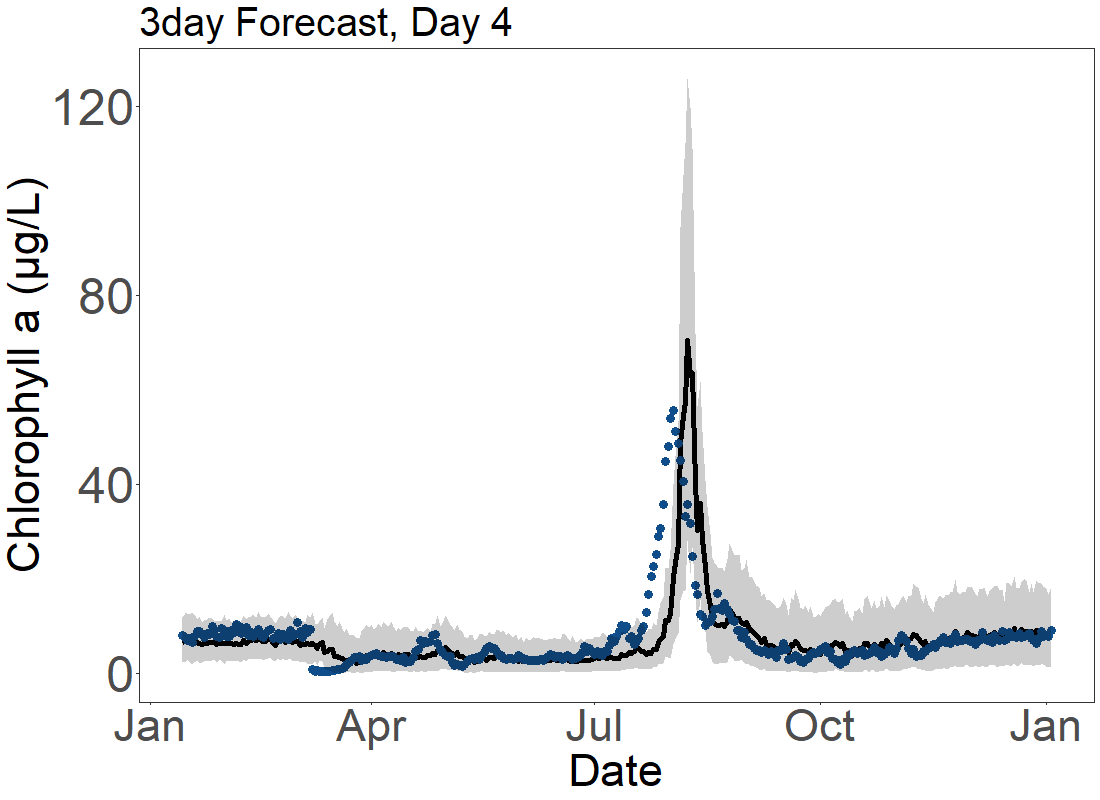 3day Forecast, Day 4
Chlorophyll a (µg/L)
120
80
40
0
Jan Apr Jul Oct Jan
Date